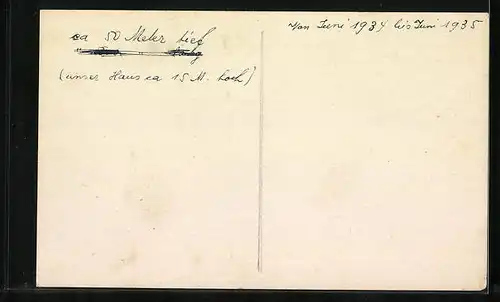 ca 50 Meter tief
(unser Haus ca 15 M. hoch)
Von Juni 1934 bis Juni 1935